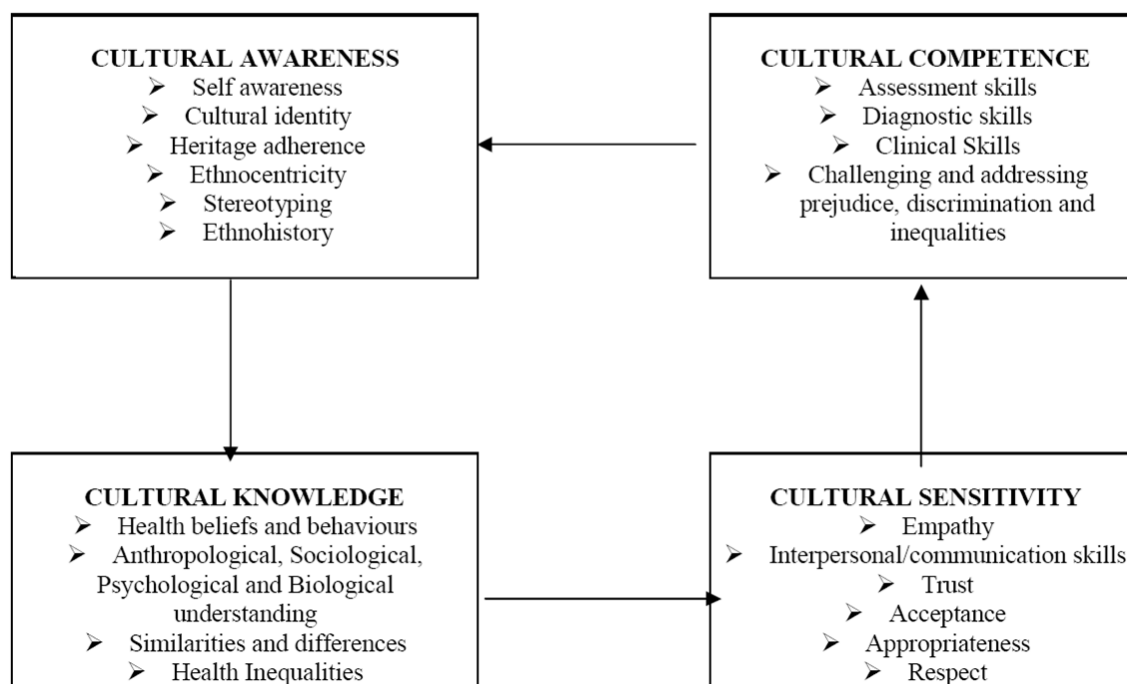 CULTURAL AWARENESS
➢ Self awareness
➢ Cultural identity
➢ Heritage adherence
➢ Ethnocentricity
➢ Stereotyping
➢ Ethnohistory
CULTURAL COMPETENCE
➢ Assessment skills
➢ Diagnostic skills
➢ Clinical Skills
➢ Challenging and addressing
prejudice, discrimination and
inequalities
CULTURAL KNOWLEDGE
➢ Health beliefs and behaviours
➢ Anthropological, Sociological,
Psychological and Biological
understanding
➢ Similarities and differences
➢ Health Inequalities
CULTURAL SENSITIVITY
➢ Empathy
➢ Interpersonal/communication skills
➢ Trust
➢ Acceptance
➢ Appropriateness
➢ Respect